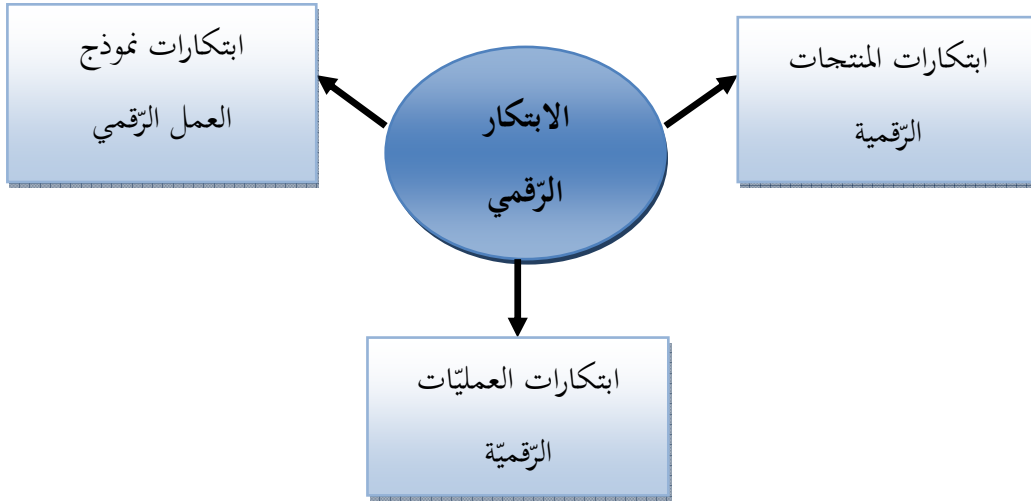 ابتكارات المنتجات
الرّقمية
الابتكار
الرّقمي
ابتكارات نموذج
العمل الرّقمي
ابتكارات العمليّات
الرّقميّة